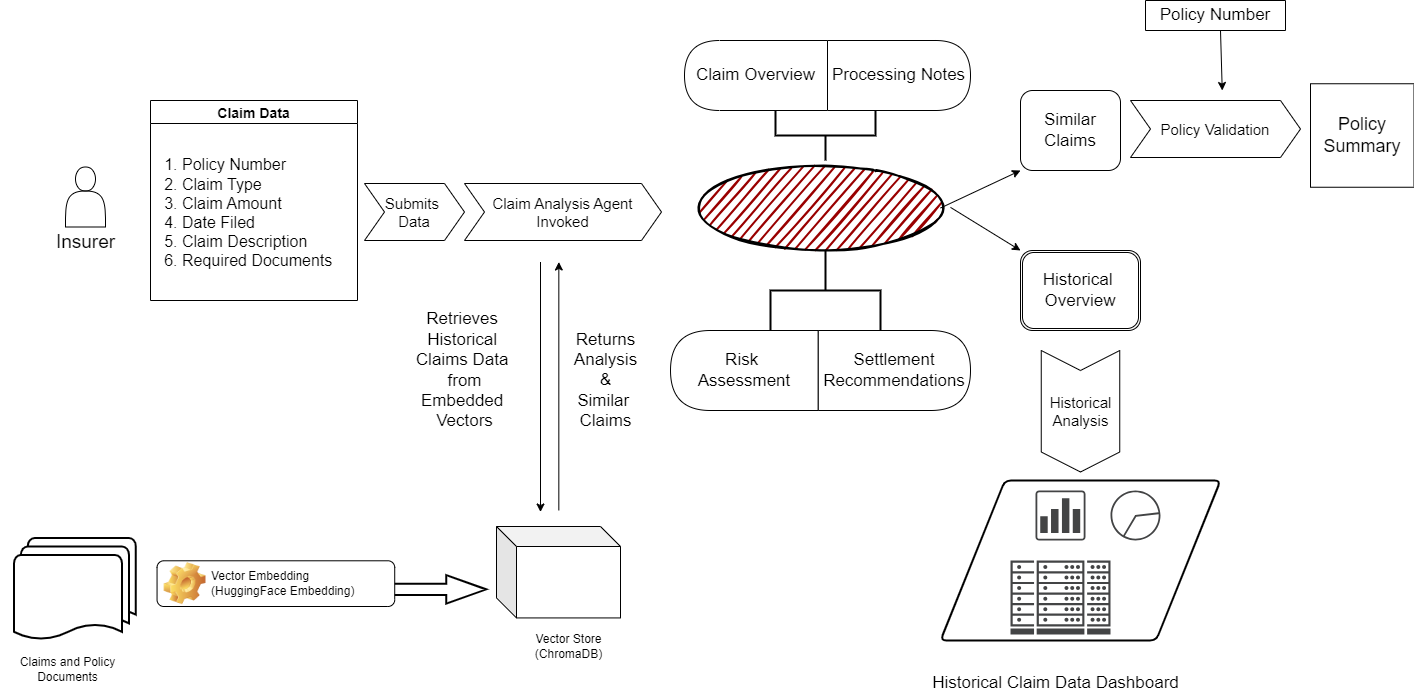 Policy Number
Claim Overview
Processing Notes
Claim Data
1. Policy Number
2. Claim Type
3. Claim Amount
4. Date Filed
5. Claim Description
6. Required Documents
Insurer
Submits
Data
Claim Analysis Agent
Invoked
Similar
Claims
Policy Validation
Policy
Summary
Historical
Overview
Retrieves
Historical
Claims Data
from
Embedded
Vectors
Returns
Analysis
&
Similar
Claims
Risk
Assessment
Settlement
Recommendations
Historical
Analysis
Vector Embedding
(HuggingFace Embedding)
Vector Store
(ChromaDB)
Claims and Policy
Documents
Historical Claim Data Dashboard